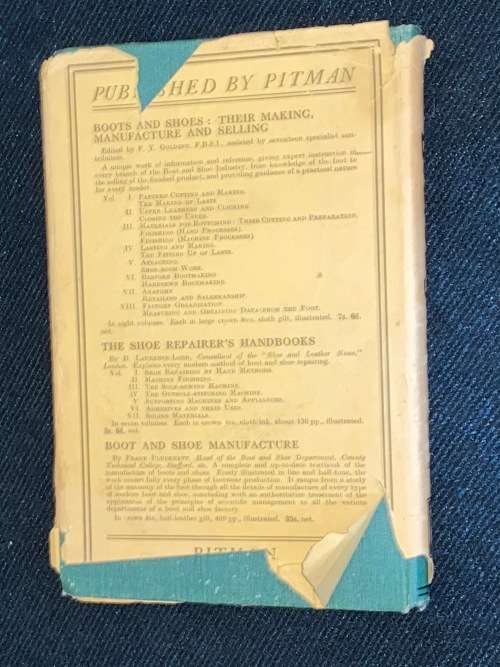 PUBLISHED BY PITMAN
BOOTS AND SHOES: THEIR MAKING,
MANUFACTURE AND SELLING
Edited by F. Y. GOLDING, F.B.S.I., assisted by seventeen specialist con-
tributors.
A unique work of information and reference, giving expert instruction in
every branch of the Boot and Shoe Industry, from knowledge of the foot to
the selling of the finished product, and providing guidance of a practical nature
for every reader.
Vol. I. PATTERN CUTTING AND MAKING.
THE MAKING OF LASTS.
II. UPPER LEATHERS AND CLICKING.
CLOSING THE UPPER.
III. MATERIALS FOR BOTTOMING: THEIR CUTTING AND PREPARATION.
FINISHING (HAND PROCESSES).
FINISHING (MACHINE PROCESSES).
IV. LASTING AND MAKING.
THE FITTING UP OF LASTS.
V. ATTACHING.
SHOE-ROOM WORK.
VI. BESPOKE BOOTMAKING.
HANDSEWN BOOTMAKING.
VII. ANATOMY.
RETAILING AND SALESMANSHIP.
VIII. FACTORY ORGANIZATION.
MEASURING AND OBTAINING DATA FROM THE FOOT.
In eight volumes. Each in large crown 8vo, cloth gilt, illustrated. 7s. 6d.
net.
THE SHOE REPAIRER'S HANDBOOKS
By D. LAURENCE-LORD, Consultant of the "Shoe and Leather News,"
London. Explains every modern method of boot and shoe repairing.
Vol. I. SHOE REPAIRING BY HAND METHODS.
II. MACHINE FINISHING.
III. THE SOLE-SEWING MACHINE.
IV. THE OUTSOLE-STITCHING MACHINE.
V. SUPPORTING MACHINES AND APPLIANCES.
VI. ADHESIVES AND THEIR USES.
VII. SUNDRY MATERIALS.
In seven volumes. Each in crown 8vo, cloth, about 130 pp., illustrated.
3s. 6d. net.
BOOT AND SHOE MANUFACTURE
By FRANK PLUCKNETT, Head of the Boot and Shoe Department, County
Technical College, Stafford, etc. A complete and up-to-date textbook of the
manufacture of boots and shoes. Finely illustrated in line and half-tone, the
work covers fully every phase of footwear production. It ranges from a study
of the anatomy of the foot through all the details of manufacture of every type
of modern boot and shoe, concluding with an authoritative treatment of the
application of the principles of scientific management to all the various
departments of a boot and shoe factory.
In demy 8vo, half-leather gilt, 469 pp., illustrated. 35s. net.
PITMAN